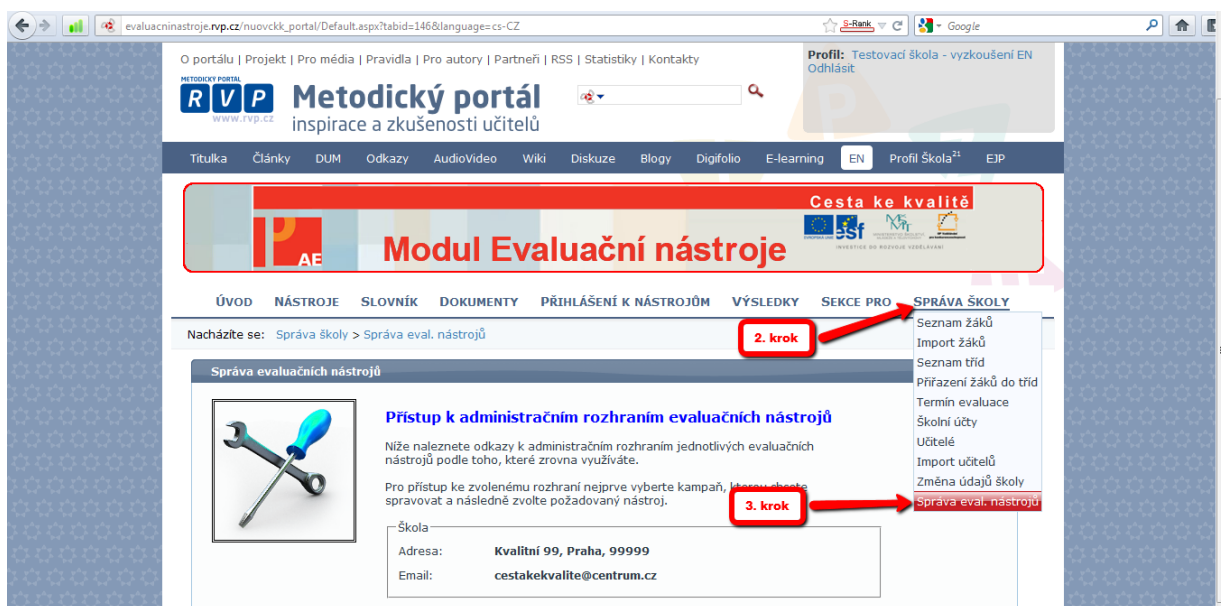 evaluacninastroje.rvp.cz/nuovckk_portal/Default.aspx?tabid=146&language=cs-CZ
S-Rank
Google
O portálu | Projekt | Pro média | Pravidla | Pro autory | Partneři | RSS | Statistiky | Kontakty
Profil: Testovací škola - vyzkoušení EN
Odhlásit
METODICKÝ PORTÁL
RVP
www.rvp.cz
Metodický portál
inspirace a zkušenosti učitelů
Titulka Články DUM Odkazy AudioVideo Wiki Diskuze Blogy Digifolio E-learning EN Profil Škola21 EJP
Cesta ke kvalitě
AE
Modul Evaluační nástroje
esf
INVESTICE DO ROZVOJE VZDĚLÁVÁNÍ
ÚVOD NÁSTROJE SLOVNÍK DOKUMENTY PŘIHLÁŠENÍ K NÁSTROJŮM VÝSLEDKY SEKCE PRO SPRÁVA ŠKOLY
Nacházíte se: Správa školy > Správa eval. nástrojů
2. krok
Seznam žáků
Import žáků
Seznam tříd
Přiřazení žáků do tříd
Termín evaluace
Školní účty
Učitelé
Import učitelů
Změna údajů školy
Správa eval. nástrojů
Správa evaluačních nástrojů
Přístup k administračním rozhraním evaluačních nástrojů
Níže naleznete odkazy k administračním rozhraním jednotlivých evaluačních
nástrojů podle toho, které zrovna využíváte.
Pro přístup ke zvolenému rozhraní nejprve vyberte kampaň, kterou chcete
spravovat a následně zvolte požadovaný nástroj.
3. krok
Škola
Adresa: Kvalitní 99, Praha, 99999
Email: cestakekvalite@centrum.cz